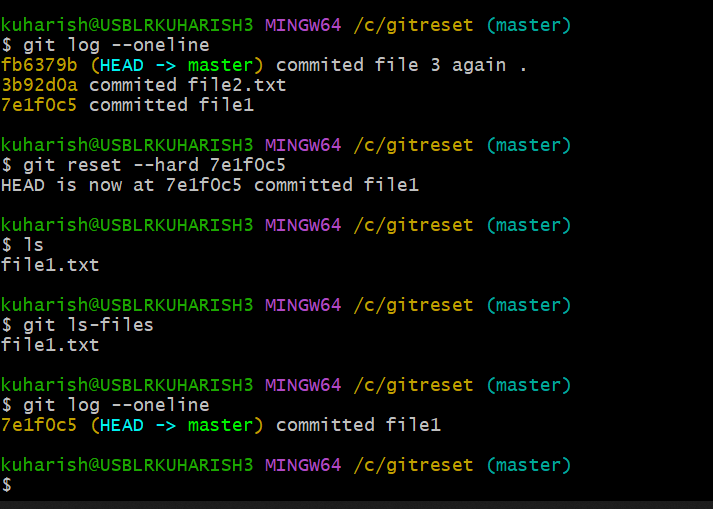 kuharish@USBLRKUHARISH3 MINGW64 /c/gitreset (master)
$ git log --oneline
fb6379b (HEAD -> master) commited file 3 again .
3b92d0a commited file2.txt
7e1f0c5 committed file1
kuharish@USBLRKUHARISH3 MINGW64 /c/gitreset (master)
$ git reset --hard 7e1f0c5
HEAD is now at 7e1f0c5 committed file1
kuharish@USBLRKUHARISH3 MINGW64 /c/gitreset (master)
$ ls
file1.txt
kuharish@USBLRKUHARISH3 MINGW64 /c/gitreset (master)
$ git ls-files
file1.txt
kuharish@USBLRKUHARISH3 MINGW64 /c/gitreset (master)
$ git log --oneline
7e1f0c5 (HEAD -> master) committed file1
kuharish@USBLRKUHARISH3 MINGW64 /c/gitreset (master)
$